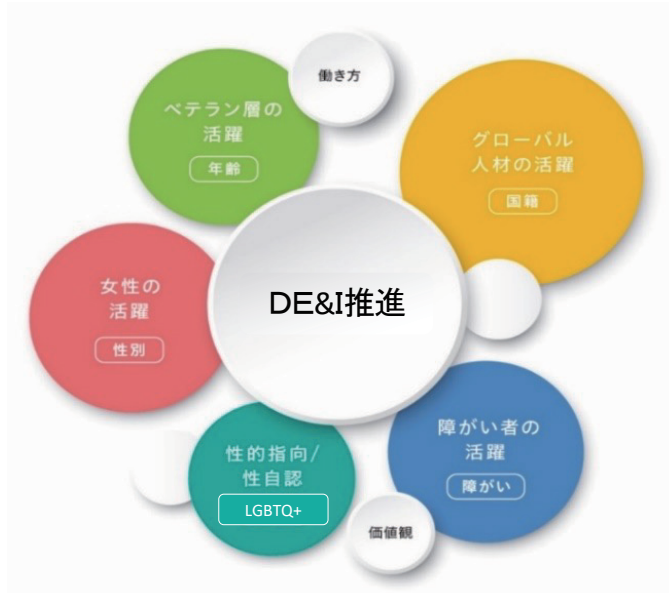 働き方
ベテラン層の
活躍
年齢
グローバル
人材の活躍
国籍
女性の
活躍
性別
DE&I推進
性的指向/
性自認
LGBTQ+
障がい者の
活躍
障がい
価値観